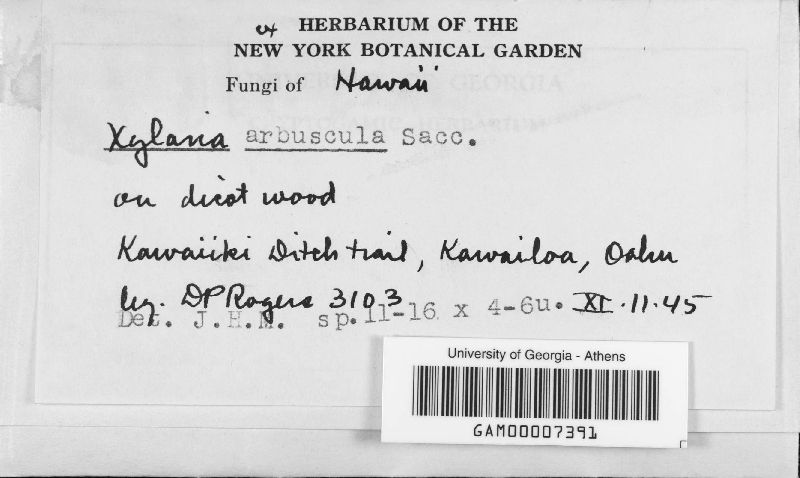 ex HERBARIUM OF THE
NEW YORK BOTANICAL GARDEN
Fungi of Hawaii
Xylaria arbuscula Sacc.
on dicot wood
Kawaiiki Ditch trail, Kawailoa, Oahu
leg. DP Rogers 3103 XI.11.45
Det. J.H.M. sp.11-16 x 4-6u.
University of Georgia - Athens
GAM00007391